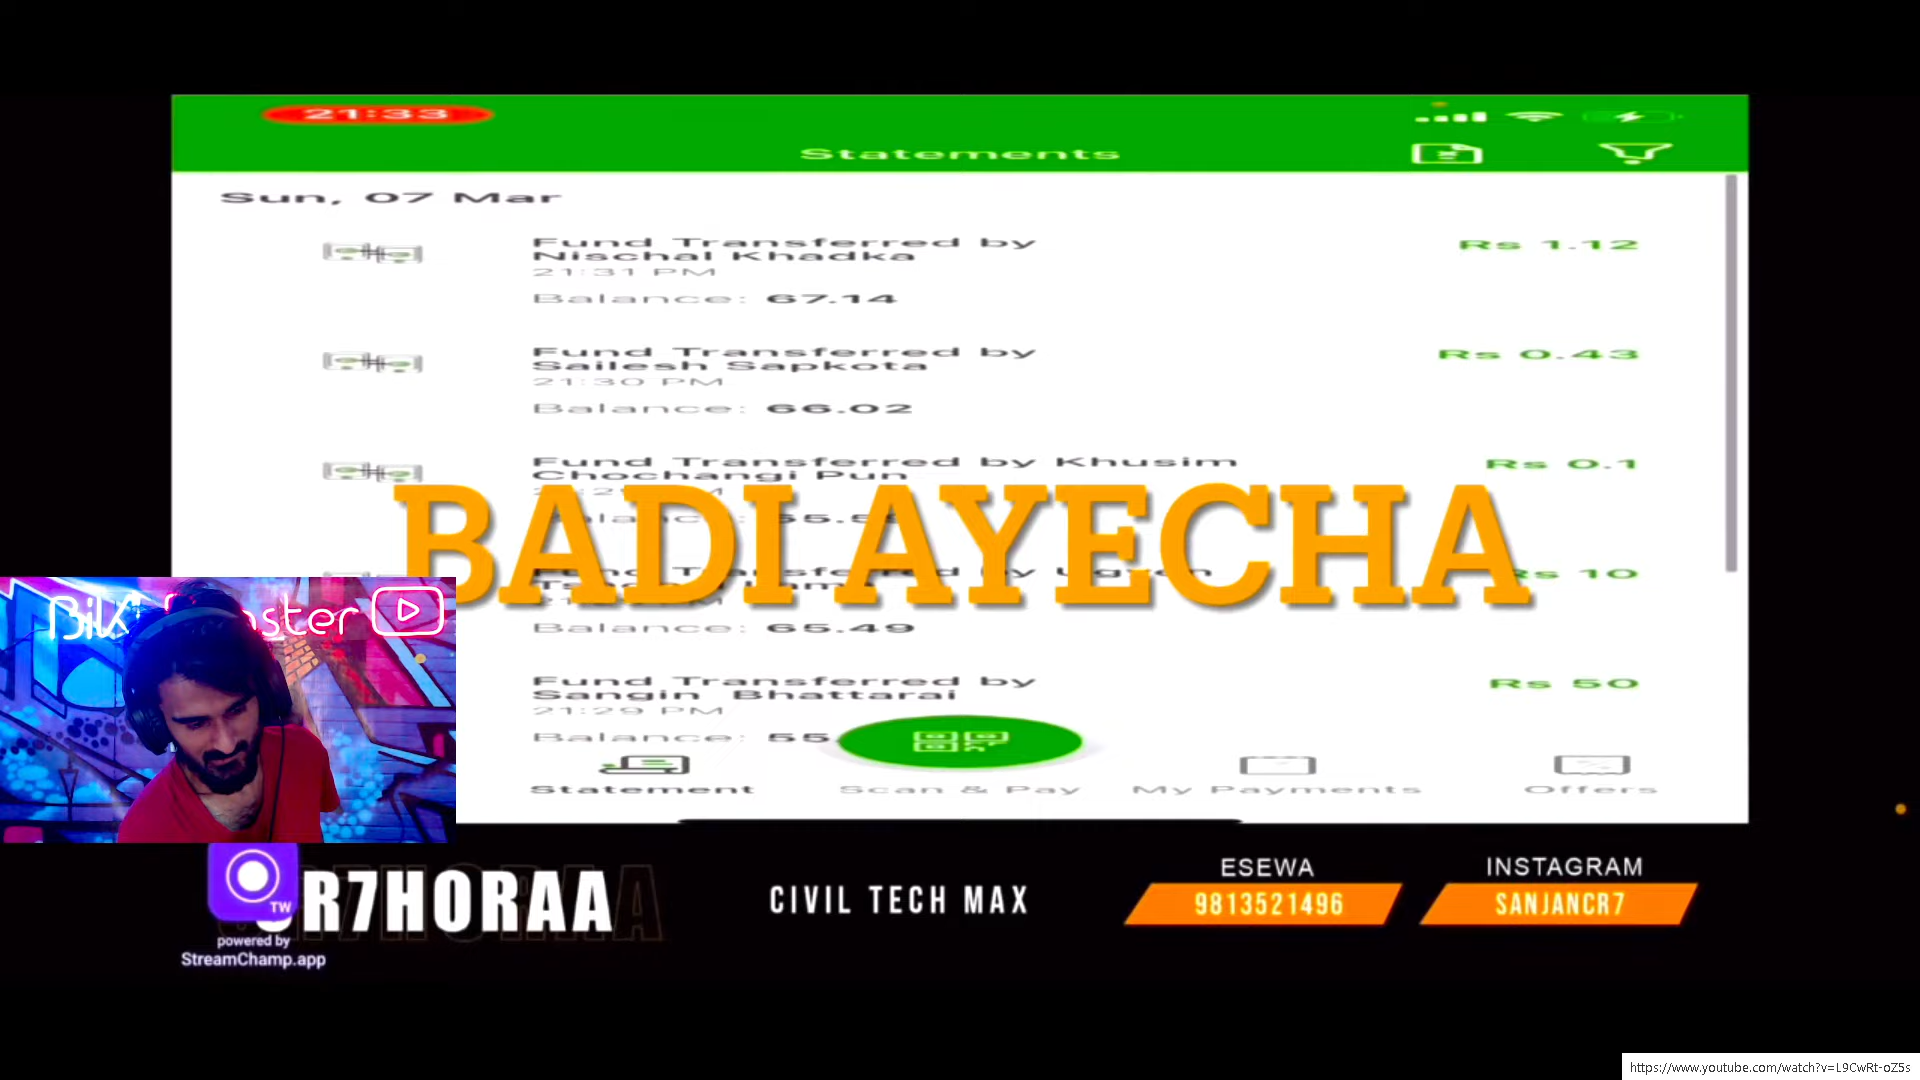 21:33
Statements
Sun, 07 Mar
Fund Transferred by
Nischal Khadka
Rs 1.12
21:31 PM
Balance: 67.14
Fund Transferred by
Sailesh Sapkota
Rs 0.43
21:30 PM
Balance: 66.02
Fund Transferred by Khusim
Chochangi Pun
Rs 0.1
BADI AYECHA
Rs 10
Balance: 65.49
Fund Transferred by
Sangin Bhattarai
Rs 50
21:29 PM
Balance: 55.
Statement
Scan & Pay
My Payments
Offers
TW
powered by
StreamChamp.app
R7HORAA
CIVIL TECH MAX
ESEWA
9813521496
INSTAGRAM
SANJANCR7
https://www.youtube.com/watch?v=L9CwRt-oZ5s